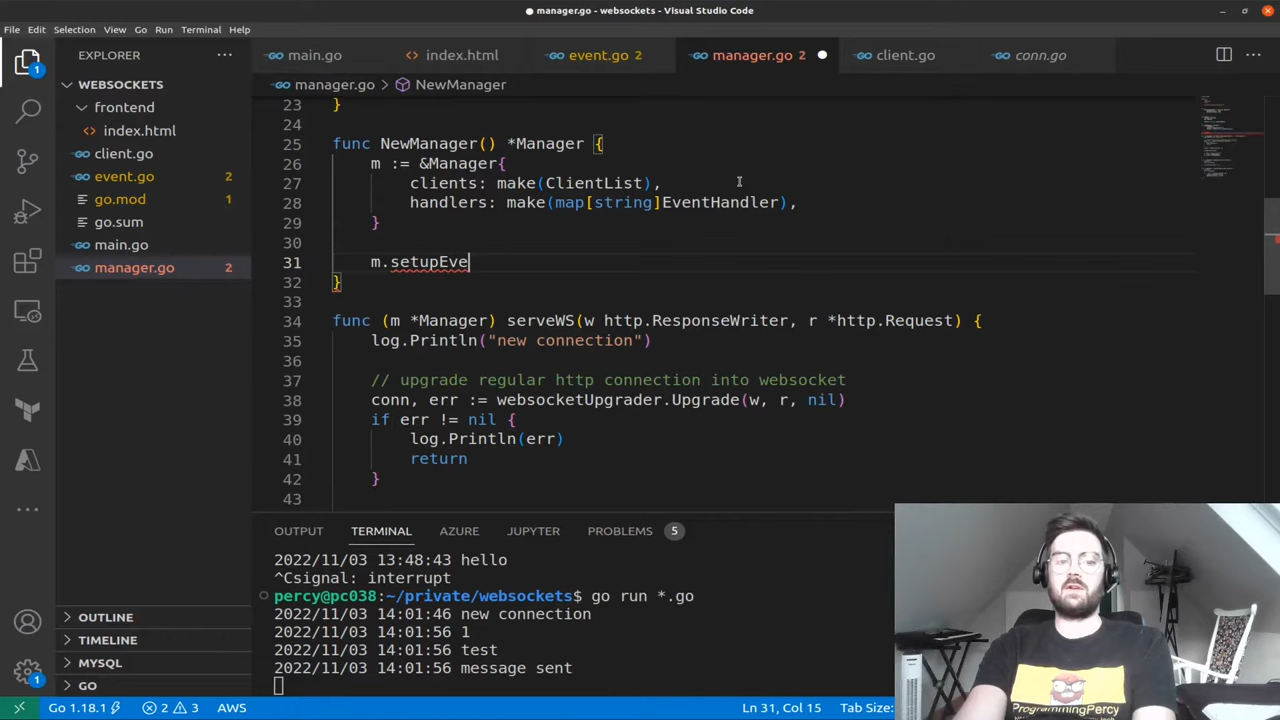 manager.go - websockets - Visual Studio Code
File Edit Selection View Go Run Terminal Help
EXPLORER
main.go
index.html
event.go 2
manager.go 2
client.go
conn.go
WEBSOCKETS
manager.go > NewManager
frontend
index.html
client.go
event.go 2
go.mod
go.sum
main.go
manager.go 2
23 }
24
25 func NewManager() *Manager {
26 m := &Manager{
27 clients: make(ClientList),
28 handlers: make(map[string]EventHandler),
29 }
30
31 m.setupEve
32 }
33
34 func (m *Manager) serveWS(w http.ResponseWriter, r *http.Request) {
35 log.Println("new connection")
36
37 // upgrade regular http connection into websocket
38 conn, err := websocketUpgrader.Upgrade(w, r, nil)
39 if err != nil {
40 log.Println(err)
41 return
42 }
43
OUTPUT TERMINAL AZURE JUPYTER PROBLEMS 5
2022/11/03 13:48:43 hello
^Csignal: interrupt
percy@pc038:~/private/websockets$ go run *.go
2022/11/03 14:01:46 new connection
2022/11/03 14:01:56 1
2022/11/03 14:01:56 test
2022/11/03 14:01:56 message sent
OUTLINE
TIMELINE
MYSQL
GO
1
1
Go 1.18.1 2 3 AWS
Ln 31, Col 15 Tab Size:
ProgrammingPercy